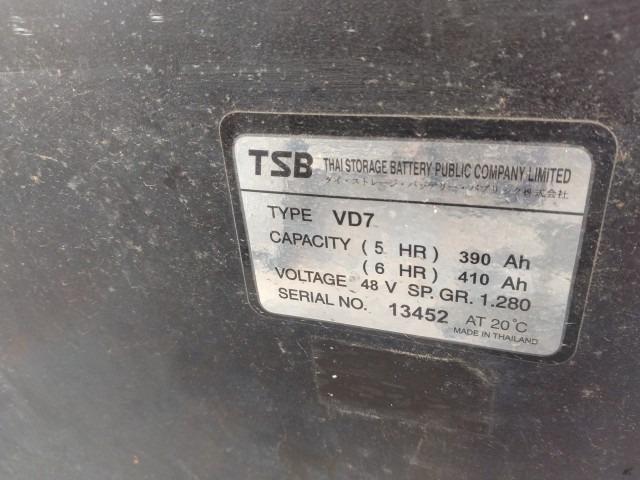 TSB THAI STORAGE BATTERY PUBLIC COMPANY LIMITED
タイ・ストレージ・バッテリー・パブリック株式会社
TYPE VD7
CAPACITY ( 5 HR ) 390 Ah
( 6 HR ) 410 Ah
VOLTAGE 48 V SP. GR. 1.280
SERIAL NO. 13452 AT 20°C
MADE IN THAILAND